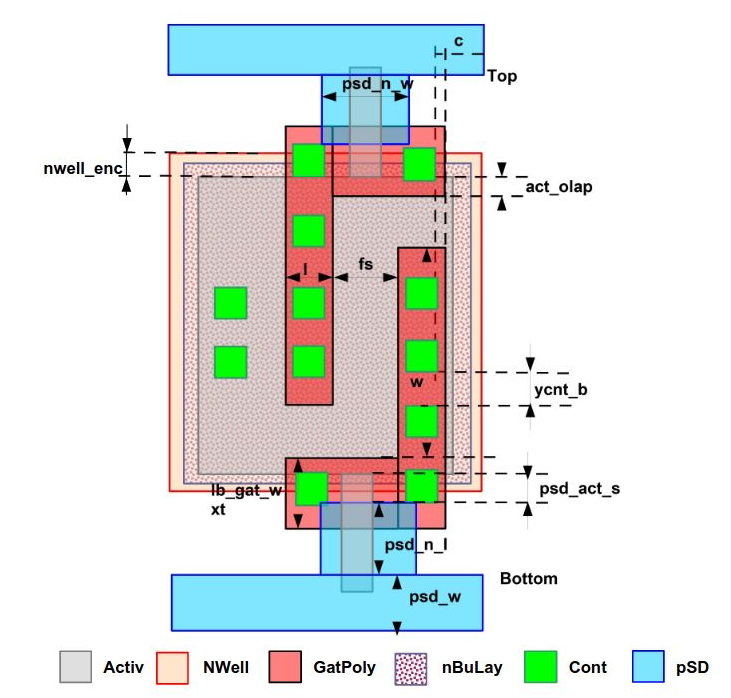 c
psd_n_w
Top
nwell_enc
act_olap
l
fs
w
ycnt_b
lb_gat_w
xt
psd_act_s
psd_n_l
Bottom
psd_w
Activ
NWell
GatPoly
nBuLay
Cont
pSD